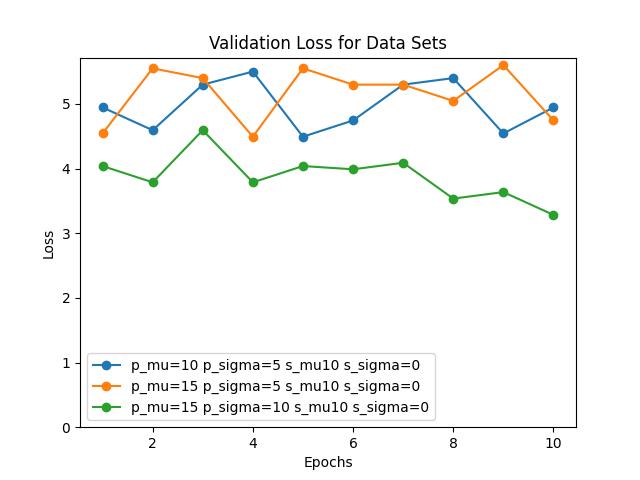 Validation Loss for Data Sets
5
4
3
2
1
0
Loss
p_mu=10 p_sigma=5 s_mu10 s_sigma=0
p_mu=15 p_sigma=5 s_mu10 s_sigma=0
p_mu=15 p_sigma=10 s_mu10 s_sigma=0
2 4 6 8 10
Epochs